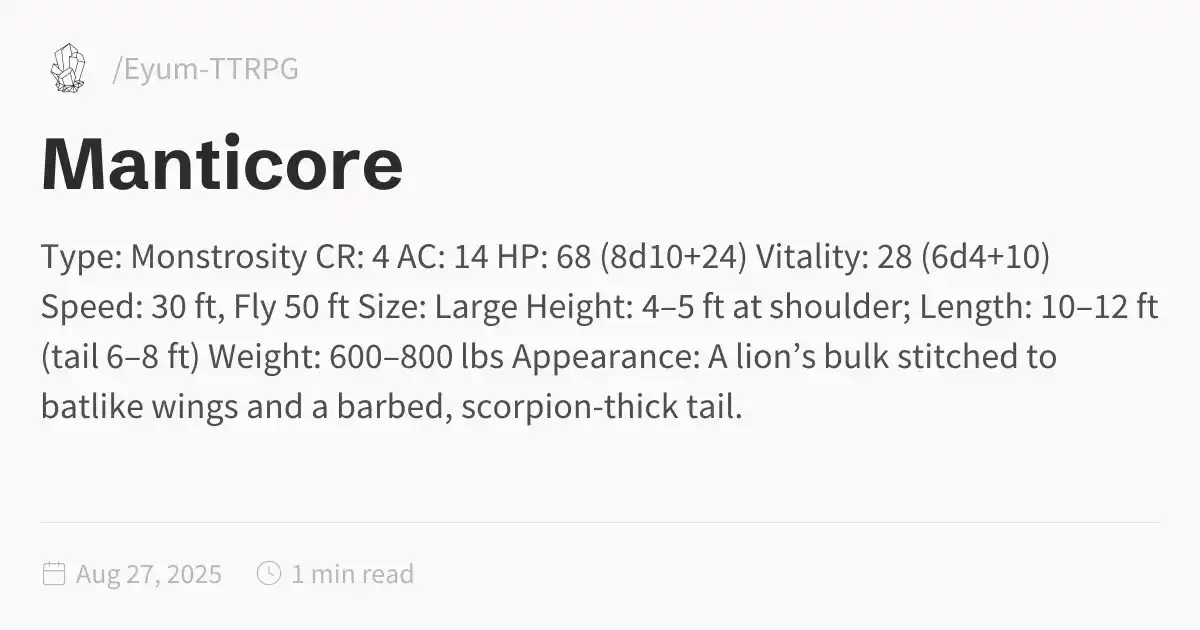 /Eyum-TTRPG
Manticore
Type: Monstrosity CR: 4 AC: 14 HP: 68 (8d10+24) Vitality: 28 (6d4+10)
Speed: 30 ft, Fly 50 ft Size: Large Height: 4–5 ft at shoulder; Length: 10–12 ft
(tail 6–8 ft) Weight: 600–800 lbs Appearance: A lion’s bulk stitched to
batlike wings and a barbed, scorpion-thick tail.
Aug 27, 2025 1 min read